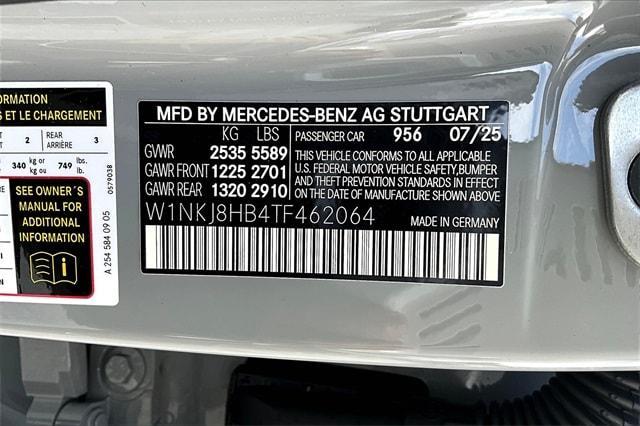 ORMATION
S ET LE CHARGEMENT
2 REAR ARRIÈRE 3
340 kg or kg ou 749 lbs. lb.
SEE OWNER'S
MANUAL FOR
ADDITIONAL
INFORMATION
0579038
A 254 584 09 05
MFD BY MERCEDES-BENZ AG STUTTGART
KG LBS PASSENGER CAR 956 07/25
GVWR 2535 5589
GAWR FRONT 1225 2701
GAWR REAR 1320 2910
THIS VEHICLE CONFORMS TO ALL APPLICABLE
U.S. FEDERAL MOTOR VEHICLE SAFETY,BUMPER
AND THEFT PREVENTION STANDARDS IN EFFECT
ON THE DATE OF MANUFACTURE SHOWN ABOVE
W1NKJ8HB4TF462064
MADE IN GERMANY